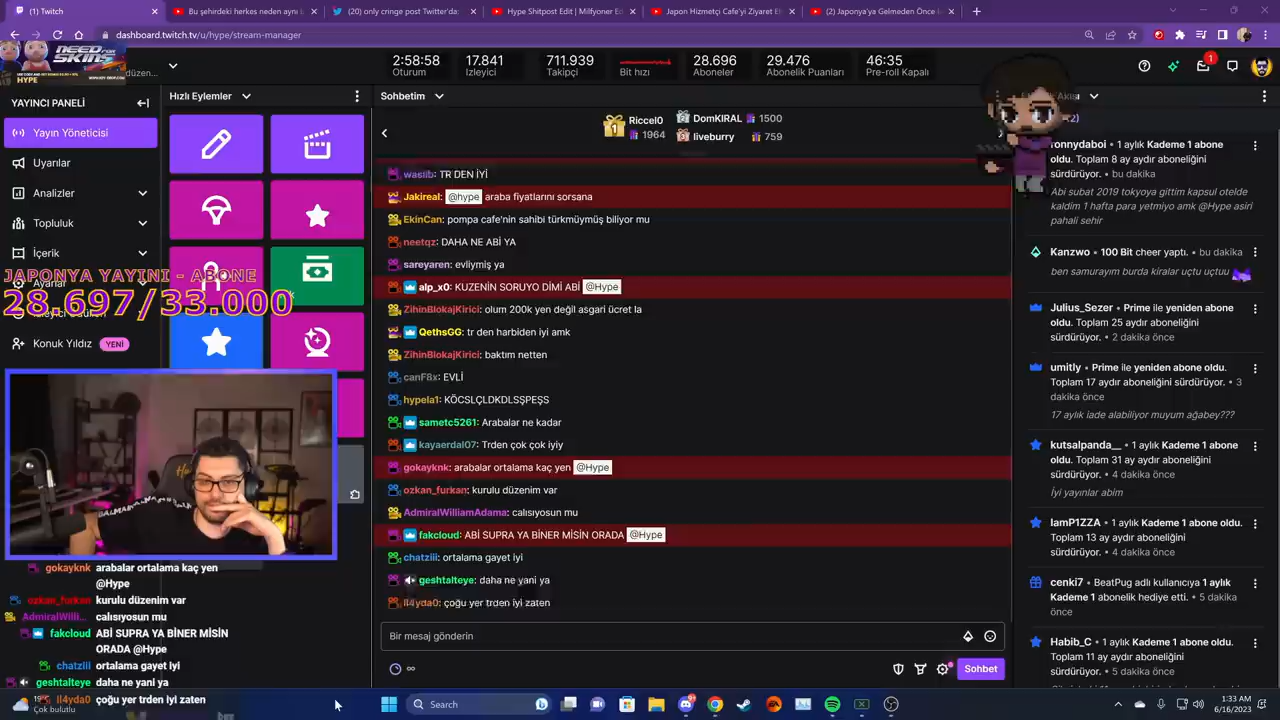 (1) Twitch
Bu şehirdeki herkes neden aynı
(20) only cringe post Twitter'da:
Hype Shitpost Edit | Milyoner Ed
Japon Hizmetçi Cafe'yi Ziyaret E
(2) Japonya'ya Gelmeden Önce
dashboard.twitch.tv/u/hype/stream-manager
NEED FOR SKINS
HYPE
düzen...
2:58:58
Oturum
17.841
İzleyici
711.939
Takipçi
Bit hızı
28.696
Aboneler
29.476
Abonelik Puanları
46:35
Pre-roll Kapalı
1
YAYINCI PANELİ
Yayın Yöneticisi
Uyarılar
Analizler
Topluluk
İçerik
Ayarlar
Konuk Yıldız YENİ
JAPONYA YAYINI - ABONE
28.697/33.000
Hızlı Eylemler
Sohbetim
1
Riccel0
1964
DomKIRAL 1500
liveburry 759
wasiib: TR DEN İYİ
Jakireal: @hype araba fiyatlarını sorsana
EkinCan: pompa cafe'nin sahibi türkmüymüş biliyor mu
neetqz: DAHA NE ABİ YA
sareyaren: evliymiş ya
alp_x0: KUZENİN SORUYO DİMİ ABİ @Hype
ZihinBlokajKirici: olum 200k yen değil asgari ücret la
QethsGG: tr den harbiden iyi amk
ZihinBlokajKirici: baktım netten
canF8x: EVLİ
hypela1: KÖCSLÇLDKDLSŞPEŞS
sametc5261: Arabalar ne kadar
kayaerdal07: Trden çok çok iyiy
gokayknk: arabalar ortalama kaç yen @Hype
ozkan_furkan: kurulu düzenim var
AdmiralWilliamAdama: calısıyosun mu
fakcloud: ABİ SUPRA YA BİNER MİSİN ORADA @Hype
chatziii: ortalama gayet iyi
geshtalteye: daha ne yani ya
ll4yda0: çoğu yer trden iyi zaten
Bir mesaj gönderin
Sohbet
ronnydaboi • 1 aylık Kademe 1 abone
oldu. Toplam 8 ay aydır aboneliğini
sürdürüyor. • bu dakika
Abi subat 2019 tokyoya gittim kapsul otelde
kaldim 1 hafta para yetmiyo amk @Hype asiri
pahali sehir
Kanzwo • 100 Bit cheer yaptı. • bu dakika
ben samurayım burda kiralar uçtu uçtuu
Julius_Sezer • Prime ile yeniden abone
oldu. Toplam 25 aydır aboneliğini
sürdürüyor. • 2 dakika önce
umitly • Prime ile yeniden abone oldu.
Toplam 17 aydır aboneliğini sürdürüyor. • 3
dakika önce
17 aylık iade alabiliyor muyum ağabey???
kutsalpanda__ • 1 aylık Kademe 1 abone
oldu. Toplam 31 ay aydır aboneliğini
sürdürüyor. • 4 dakika önce
İyi yayınlar abim
IamP1ZZA • 1 aylık Kademe 1 abone oldu.
Toplam 13 ay aydır aboneliğini
sürdürüyor. • 4 dakika önce
cenki7 • BeatPug adlı kullanıcıya 1 aylık
Kademe 1 abonelik hediye etti. • 5 dakika
önce
Habib_C • 1 aylık Kademe 1 abone oldu.
Toplam 11 ay aydır aboneliğini
sürdürüyor. • 5 dakika önce
gokayknk arabalar ortalama kaç yen
@Hype
ozkan_furkan kurulu düzenim var
AdmiralWilli... calısıyosun mu
fakcloud ABİ SUPRA YA BİNER MİSİN
ORADA @Hype
chatziii ortalama gayet iyi
geshtalteye daha ne yani ya
ll4yda0 çoğu yer trden iyi zaten
Çok bulutlu
Search
1:33 AM
6/16/2023